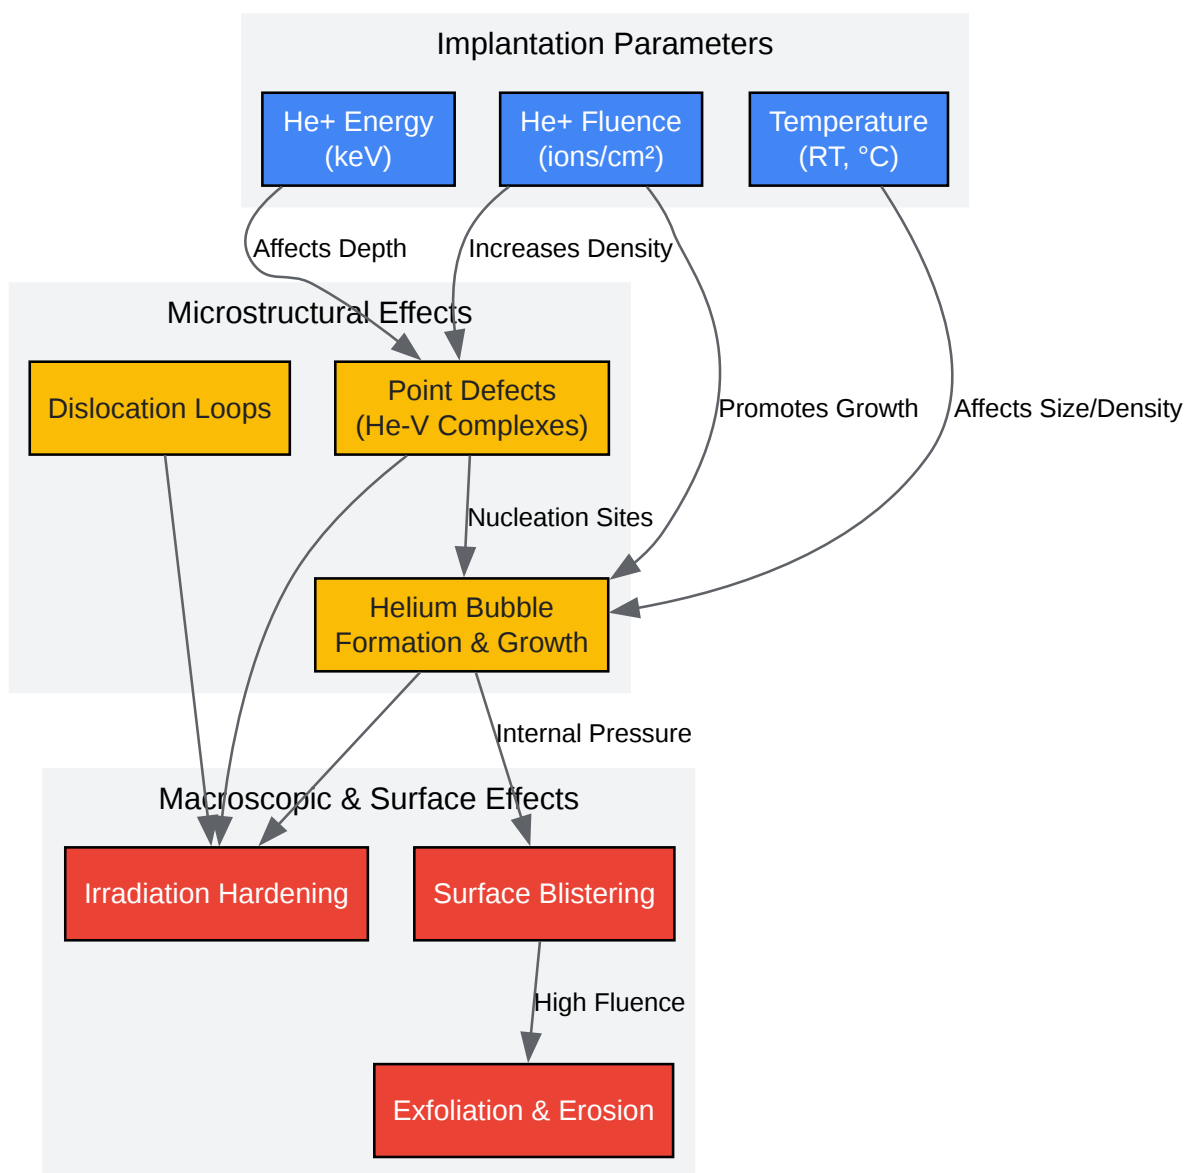 Implantation Parameters
He+ Energy
(keV)
He+ Fluence
(ions/cm²)
Temperature
(RT, °C)
Affects Depth
Increases Density
Microstructural Effects
Dislocation Loops
Point Defects
(He-V Complexes)
Promotes Growth
Affects Size/Density
Nucleation Sites
Helium Bubble
Formation & Growth
Internal Pressure
Macroscopic & Surface Effects
Irradiation Hardening
Surface Blistering
High Fluence
Exfoliation & Erosion